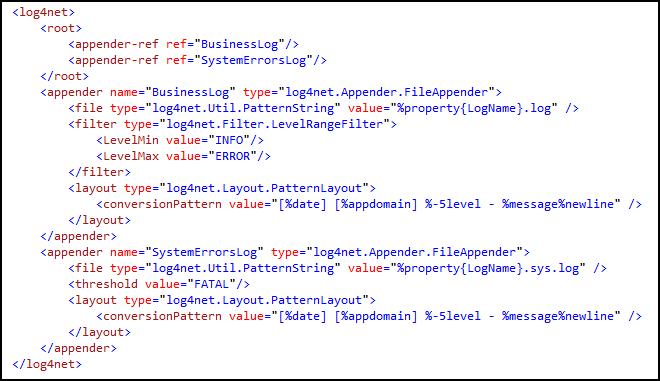 <log4net>
<root>
<appender-ref ref="BusinessLog"/>
<appender-ref ref="SystemErrorsLog"/>
</root>
<appender name="BusinessLog" type="log4net.Appender.FileAppender">
<file type="log4net.Util.PatternString" value="%property{LogName}.log" />
<filter type="log4net.Filter.LevelRangeFilter">
<LevelMin value="INFO"/>
<LevelMax value="ERROR"/>
</filter>
<layout type="log4net.Layout.PatternLayout">
<conversionPattern value="[%date] [%appdomain] %-5level - %message%newline" />
</layout>
</appender>
<appender name="SystemErrorsLog" type="log4net.Appender.FileAppender">
<file type="log4net.Util.PatternString" value="%property{LogName}.sys.log" />
<threshold value="FATAL"/>
<layout type="log4net.Layout.PatternLayout">
<conversionPattern value="[%date] [%appdomain] %-5level - %message%newline" />
</layout>
</appender>
</log4net>